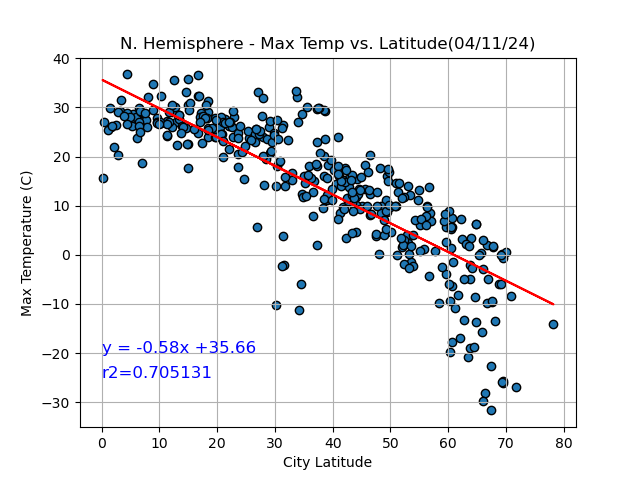 N. Hemisphere - Max Temp vs. Latitude(04/11/24)
40
30
20
10
0
−10
−20
−30
Max Temperature (C)
y = -0.58x +35.66
r2=0.705131
0 10 20 30 40 50 60 70 80
City Latitude